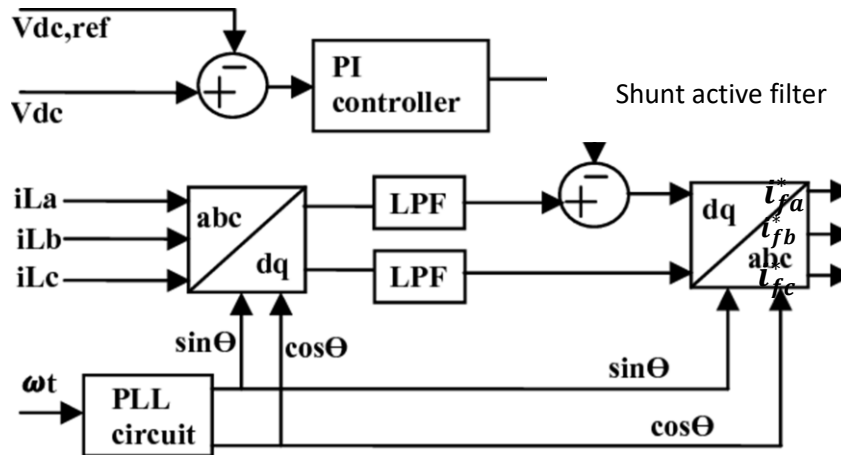 Vdc,ref
Vdc
PI
controller
Shunt active filter
iLa
iLb
iLc
abc
dq
LPF
LPF
dq
abc
i*fa
i*fb
i*fc
sinΘ
cosΘ
sinΘ
cosΘ
ωt
PLL
circuit